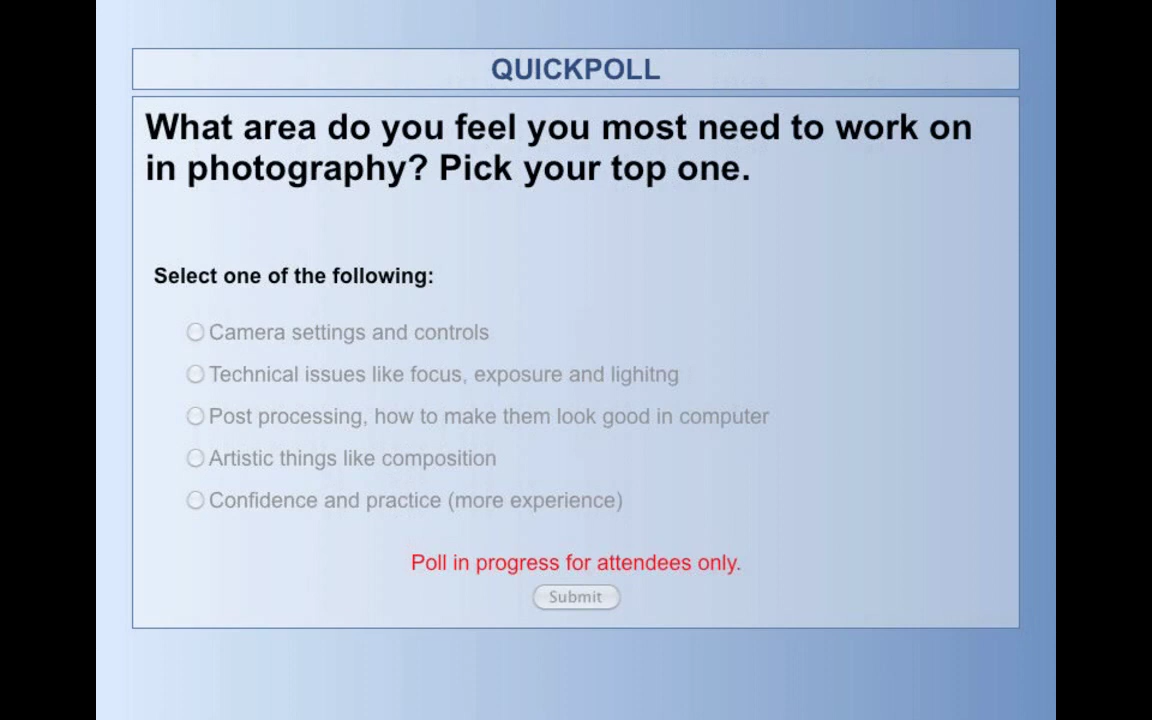 QUICKPOLL
What area do you feel you most need to work on
in photography? Pick your top one.
Select one of the following:
Camera settings and controls
Technical issues like focus, exposure and lighitng
Post processing, how to make them look good in computer
Artistic things like composition
Confidence and practice (more experience)
Poll in progress for attendees only.
Submit